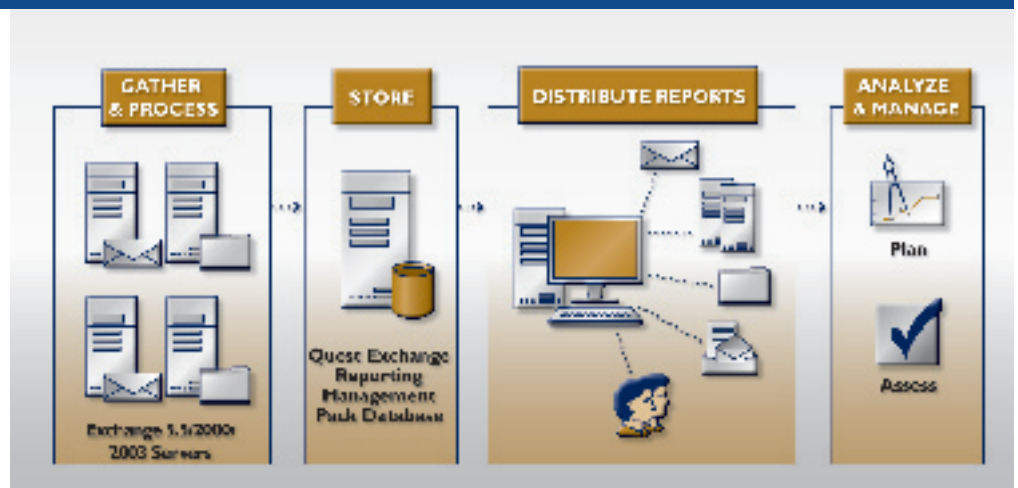 GATHER
& PROCESS
STORE
DISTRIBUTE REPORTS
ANALYZE
& MANAGE
Plan
Assess
Quest Exchange
Reporting
Management
Pack Database
Exchange 5.5/2000/
2003 Servers